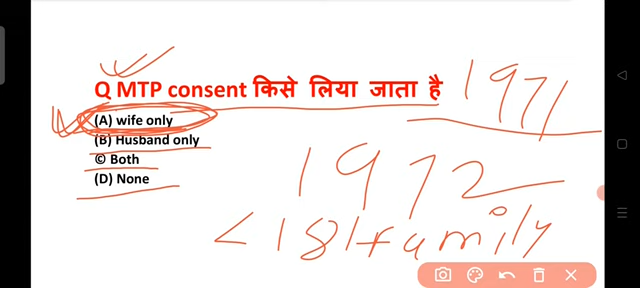 Q MTP consent किसे लिया जाता है
(A) wife only
(B) Husband only
© Both
(D) None
1971
1972
<18/family